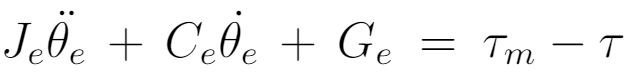 $J_e\ddot{\theta}_e + C_e\dot{\theta}_e + G_e = \tau_m - \tau$